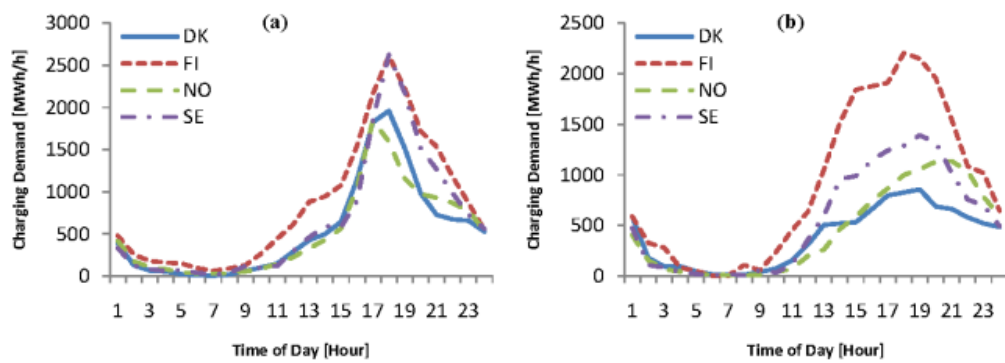 (a)
3000
2500
2000
1500
1000
500
0
Charging Demand [MWh/h]
DK
FI
NO
SE
1 3 5 7 9 11 13 15 17 19 21 23
Time of Day [Hour]
(b)
2500
2000
1500
1000
500
0
Charging Demand [MWh/h]
DK
FI
NO
SE
1 3 5 7 9 11 13 15 17 19 21 23
Time of Day [Hour]